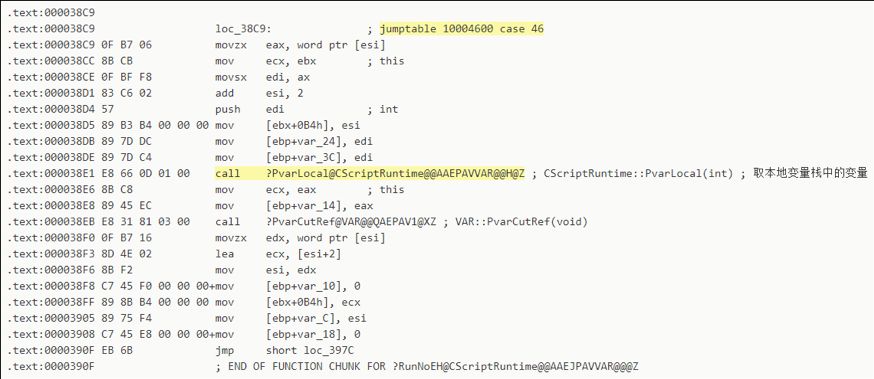 .text:000038C9
.text:000038C9 loc_38C9: ; jumptable 10004600 case 46
.text:000038C9 0F B7 06 movzx eax, word ptr [esi]
.text:000038CC 8B CB mov ecx, ebx ; this
.text:000038CE 0F BF F8 movsx edi, ax
.text:000038D1 83 C6 02 add esi, 2
.text:000038D4 57 push edi ; int
.text:000038D5 89 B3 B4 00 00 00 mov [ebx+0B4h], esi
.text:000038DB 89 7D DC mov [ebp+var_24], edi
.text:000038DE 89 7D C4 mov [ebp+var_3C], edi
.text:000038E1 E8 66 0D 01 00 call ?PvarLocal@CScriptRuntime@@AAEPAVVAR@@H@Z ; CScriptRuntime::PvarLocal(int) ; 取本地变量栈中的变量
.text:000038E6 8B C8 mov ecx, eax ; this
.text:000038E8 89 45 EC mov [ebp+var_14], eax
.text:000038EB E8 31 81 03 00 call ?PvarCutRef@VAR@@QAEPAV1@XZ ; VAR::PvarCutRef(void)
.text:000038F0 0F B7 16 movzx edx, word ptr [esi]
.text:000038F3 8D 4E 02 lea ecx, [esi+2]
.text:000038F6 8B F2 mov esi, edx
.text:000038F8 C7 45 F0 00 00 00+mov [ebp+var_10], 0
.text:000038FF 89 8B B4 00 00 00 mov [ebx+0B4h], ecx
.text:00003905 89 75 F4 mov [ebp+var_C], esi
.text:00003908 C7 45 E8 00 00 00+mov [ebp+var_18], 0
.text:0000390F EB 6B jmp short loc_397C
.text:0000390F ; END OF FUNCTION CHUNK FOR ?RunNoEH@CScriptRuntime@@AAEJPAVVAR@@@Z